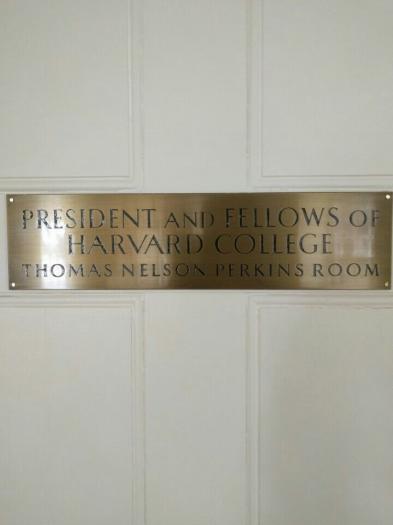 PRESIDENT AND FELLOWS OF
HARVARD COLLEGE
THOMAS NELSON PERKINS ROOM